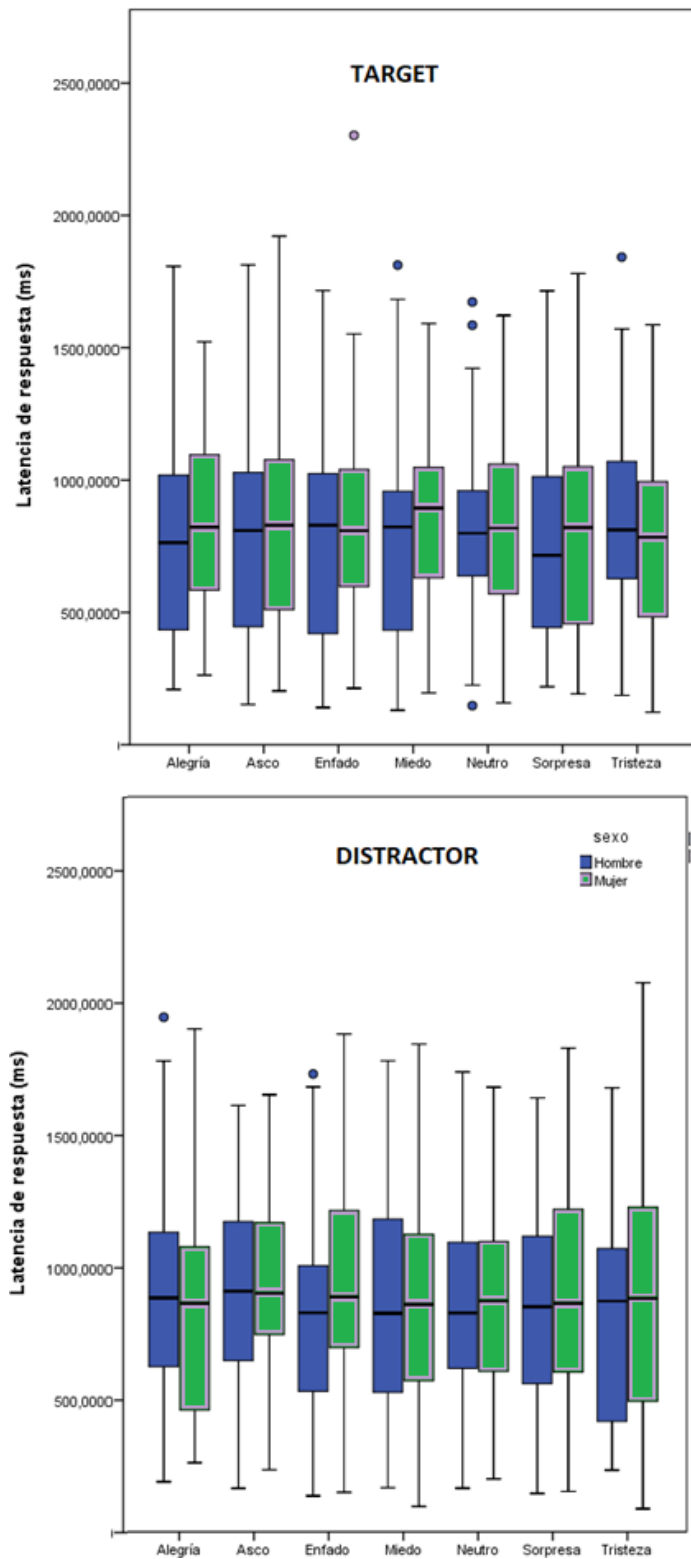 TARGET
2500,0000
2000,0000
1500,0000
1000,0000
500,0000
Latencia de respuesta (ms)
Alegría Asco Enfado Miedo Neutro Sorpresa Tristeza
DISTRACTOR
sexo
Hombre
Mujer
2500,0000
2000,0000
1500,0000
1000,0000
500,0000
Latencia de respuesta (ms)
Alegría Asco Enfado Miedo Neutro Sorpresa Tristeza